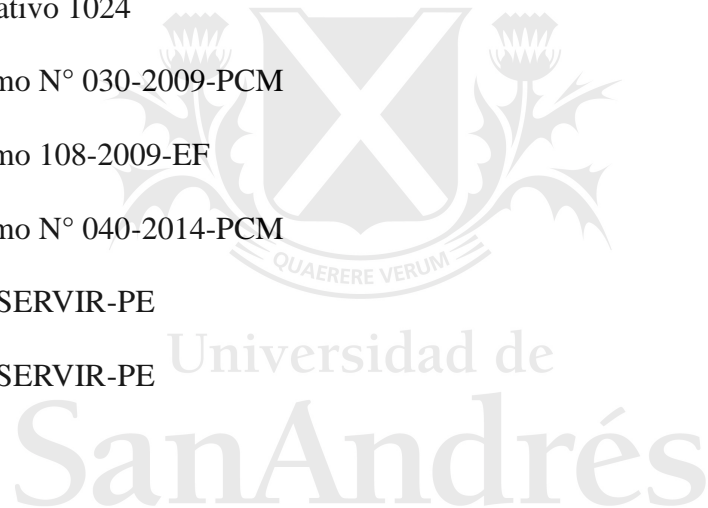 ativo 1024
mo N° 030-2009-PCM
mo 108-2009-EF
mo N° 040-2014-PCM
QUAERERE VERUM
SERVIR-PE
Universidad de
SERVIR-PE
SanAndrés